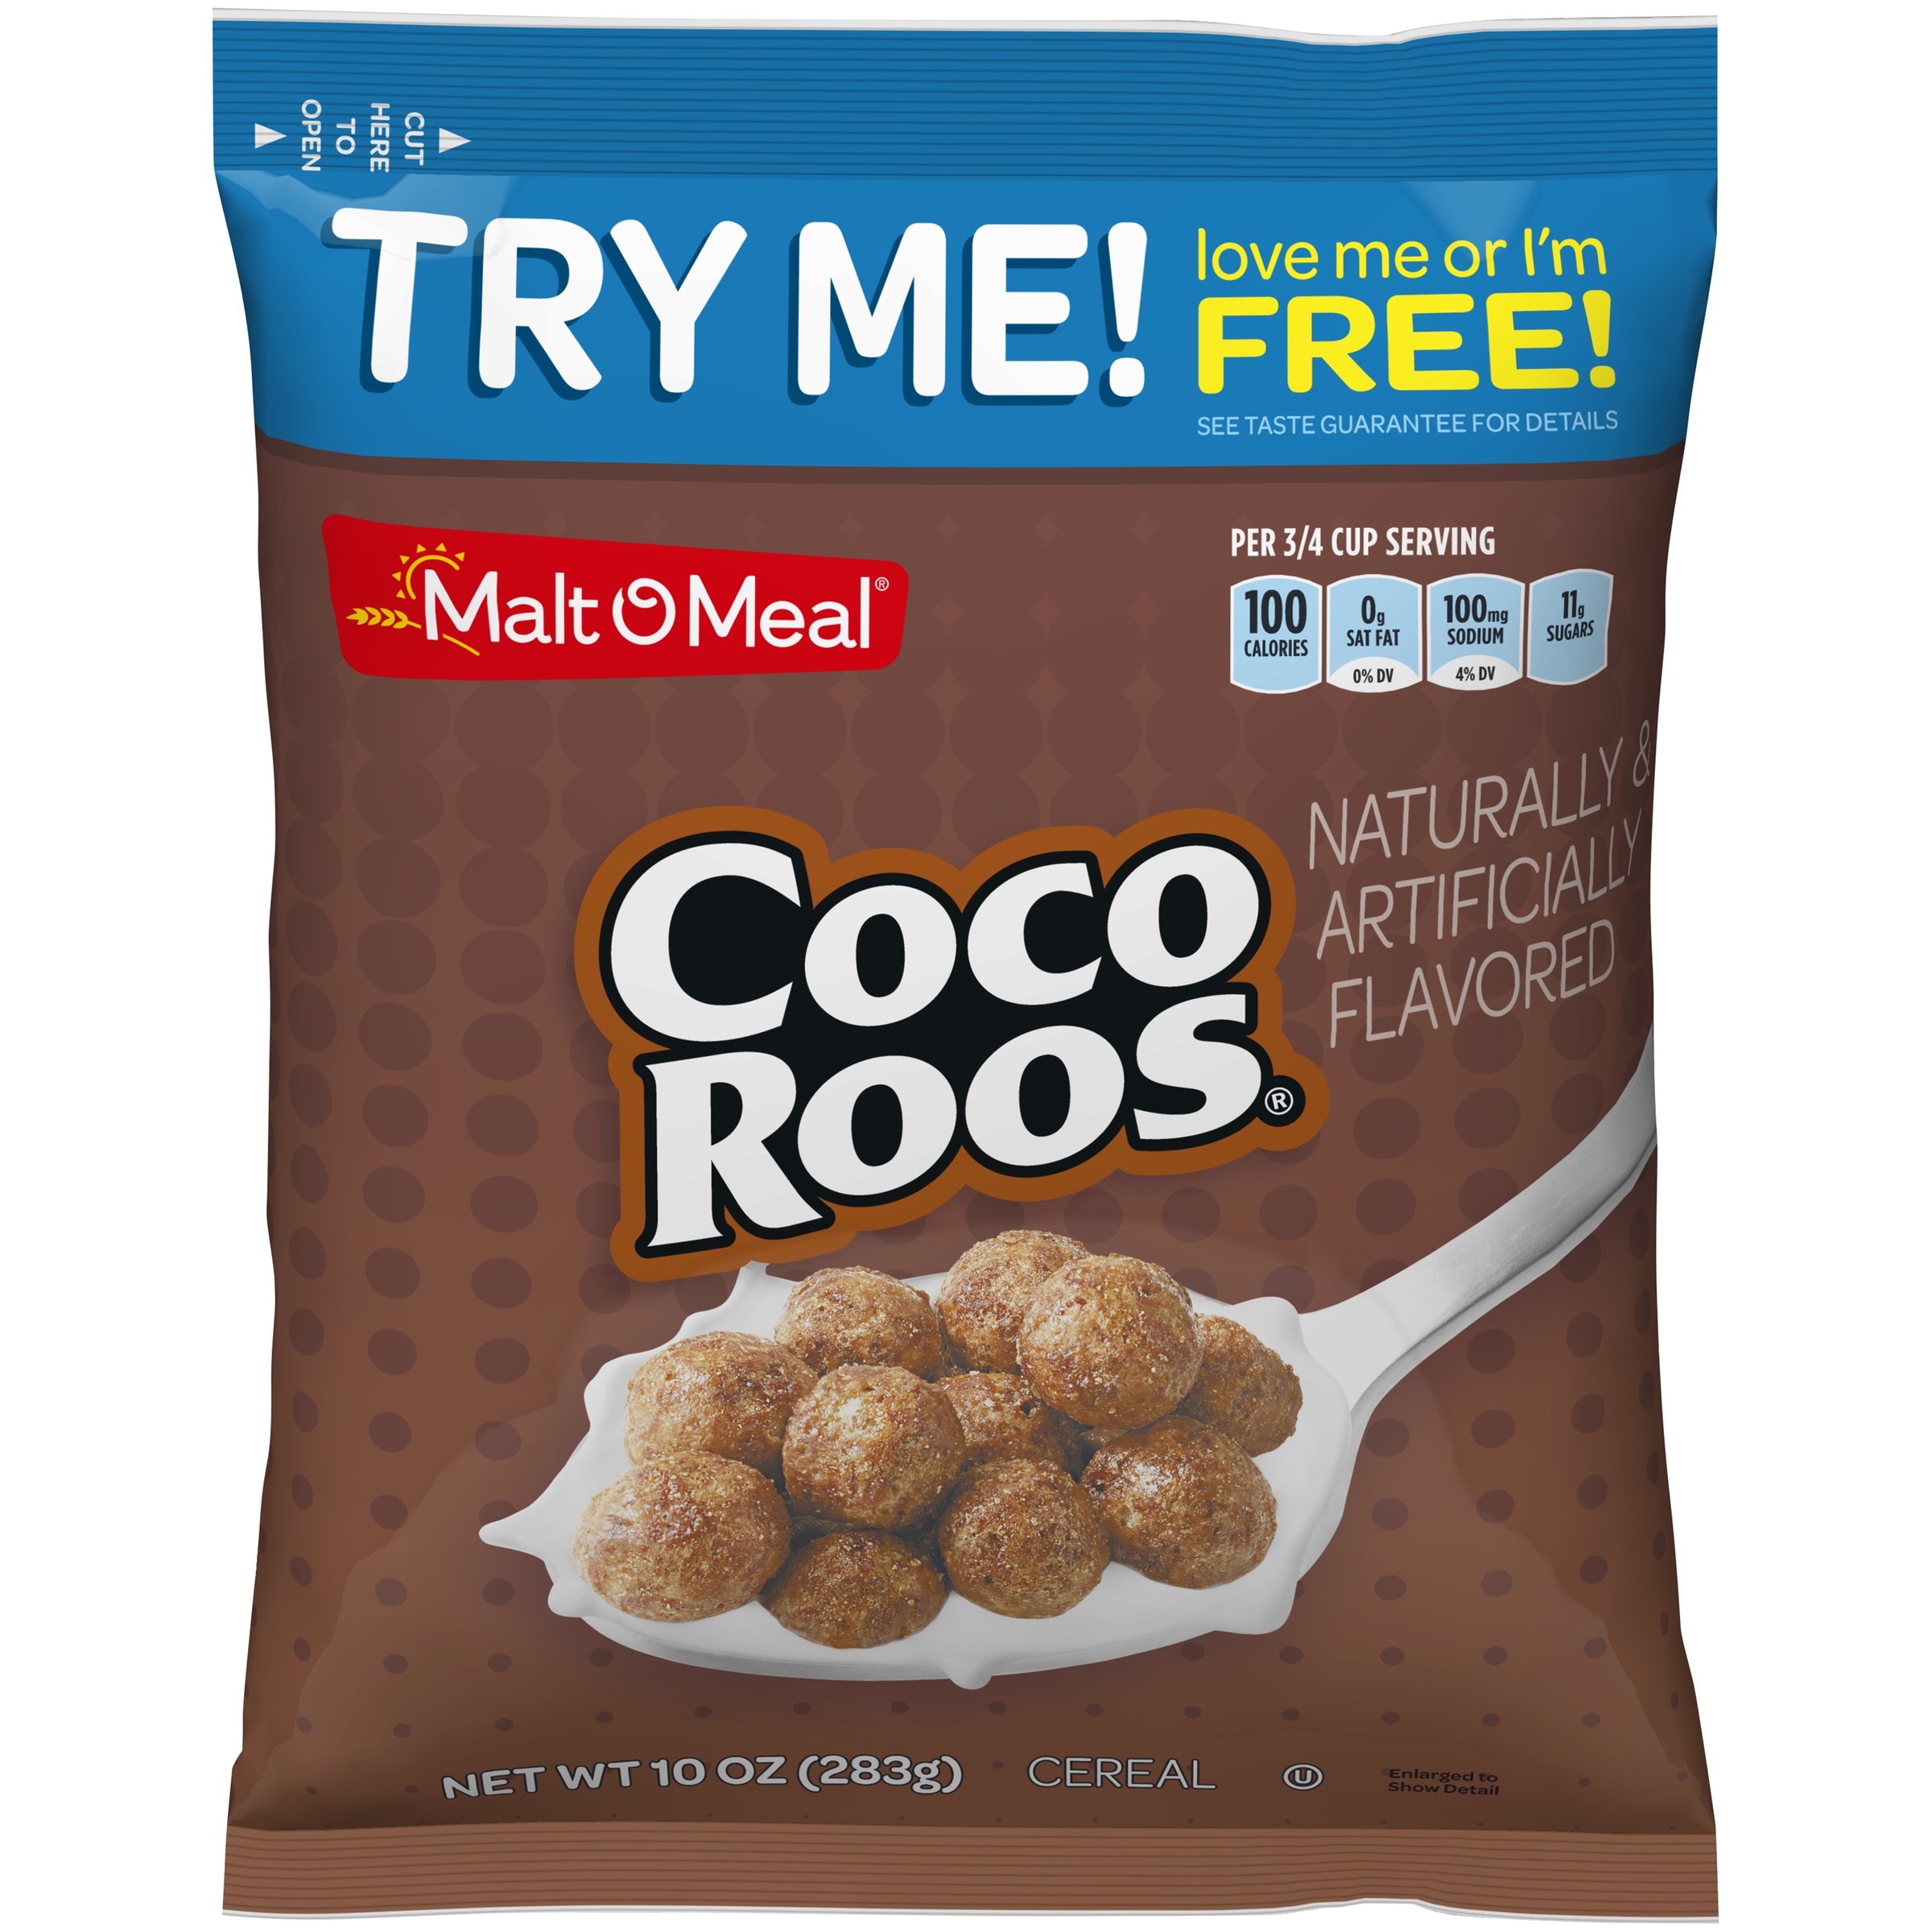 CUT
HERE
TO
OPEN
TRY ME!
love me or I'm
FREE!
SEE TASTE GUARANTEE FOR DETAILS
Malt O Meal®
PER 3/4 CUP SERVING
100
CALORIES
0g
SAT FAT
0% DV
100mg
SODIUM
4% DV
11g
SUGARS
NATURALLY &
ARTIFICIALLY
FLAVORED
COCO
ROOS®
NET WT 10 OZ (283g)
CEREAL
U
Enlarged to
Show Detail